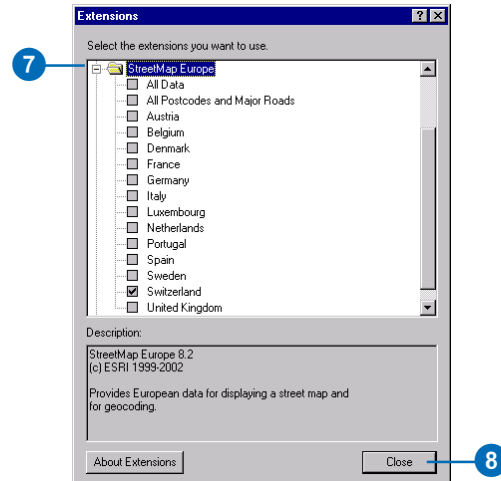 Extensions
Select the extensions you want to use.
7
StreetMap Europe
All Data
All Postcodes and Major Roads
Austria
Belgium
Denmark
France
Germany
Italy
Luxembourg
Netherlands
Portugal
Spain
Sweden
Switzerland
United Kingdom
Description:
StreetMap Europe 8.2
(c) ESRI 1999-2002
Provides European data for displaying a street map and
for geocoding.
About Extensions
Close
8